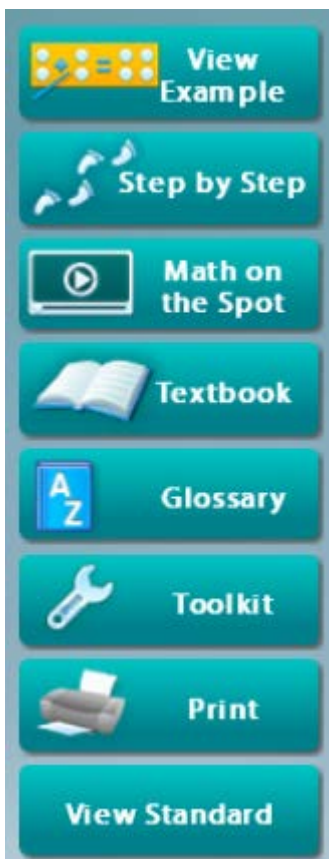 View
Example
Step by Step
Math on
the Spot
Textbook
A
Z
Glossary
Toolkit
Print
View Standard